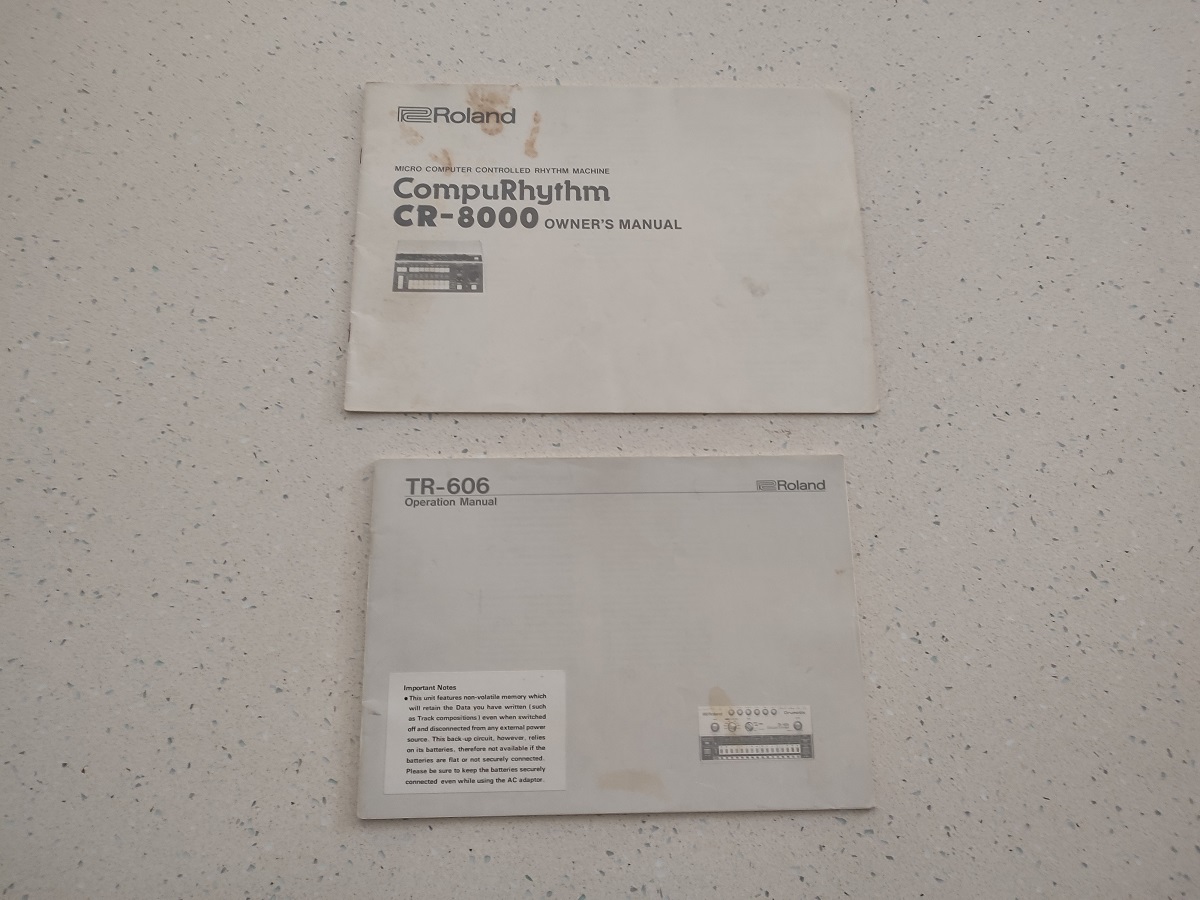 Roland
MICRO COMPUTER CONTROLLED RHYTHM MACHINE
CompuRhythm
CR-8000 OWNER'S MANUAL
TR-606
Roland
Operation Manual
Important Notes
• This unit features non-volatile memory which
will retain the Data you have written (such
as Track compositions) even when switched
off and disconnected from any external power
source. This back-up circuit, however, relies
on its batteries, therefore not available if the
batteries are flat or not securely connected.
Please be sure to keep the batteries securely
connected even while using the AC adaptor.